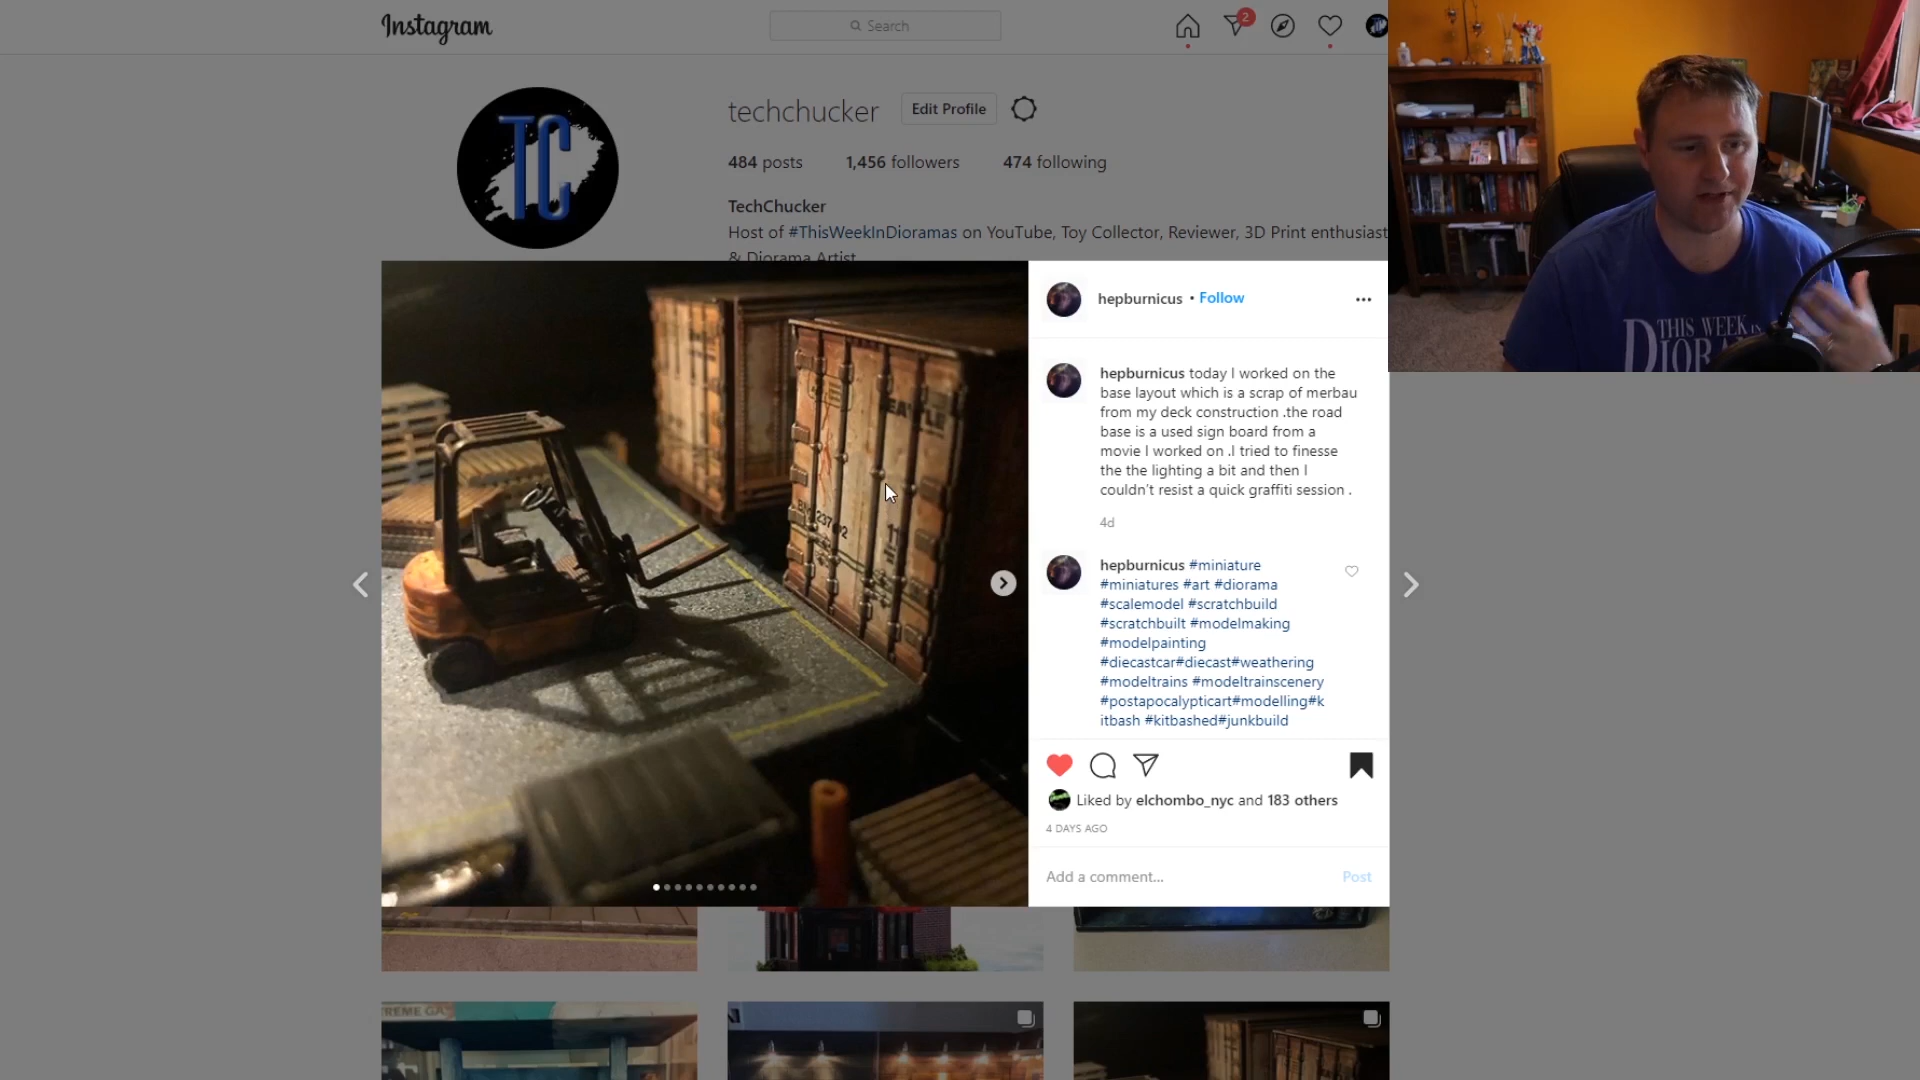 Instagram
Search
2
TC
techchucker
Edit Profile
484 posts
1,456 followers
474 following
TechChucker
Host of #ThisWeekInDioramas on YouTube, Toy Collector, Reviewer, 3D Print enthusiast
& Diorama Artist
THIS WEEK IN
hepburnicus • Follow
hepburnicus today I worked on the
base layout which is a scrap of merbau
from my deck construction .the road
base is a used sign board from a
movie I worked on .I tried to finesse
the the lighting a bit and then I
couldn't resist a quick graffiti session .
4d
hepburnicus #miniature
#miniatures #art #diorama
#scalemodel #scratchbuild
#scratchbuilt #modelmaking
#modelpainting
#diecastcar#diecast#weathering
#modeltrains #modeltrainscenery
#postapocalypticart#modelling#k
itbash #kitbashed#junkbuild
Liked by elchombo_nyc and 183 others
4 DAYS AGO
Add a comment...
Post